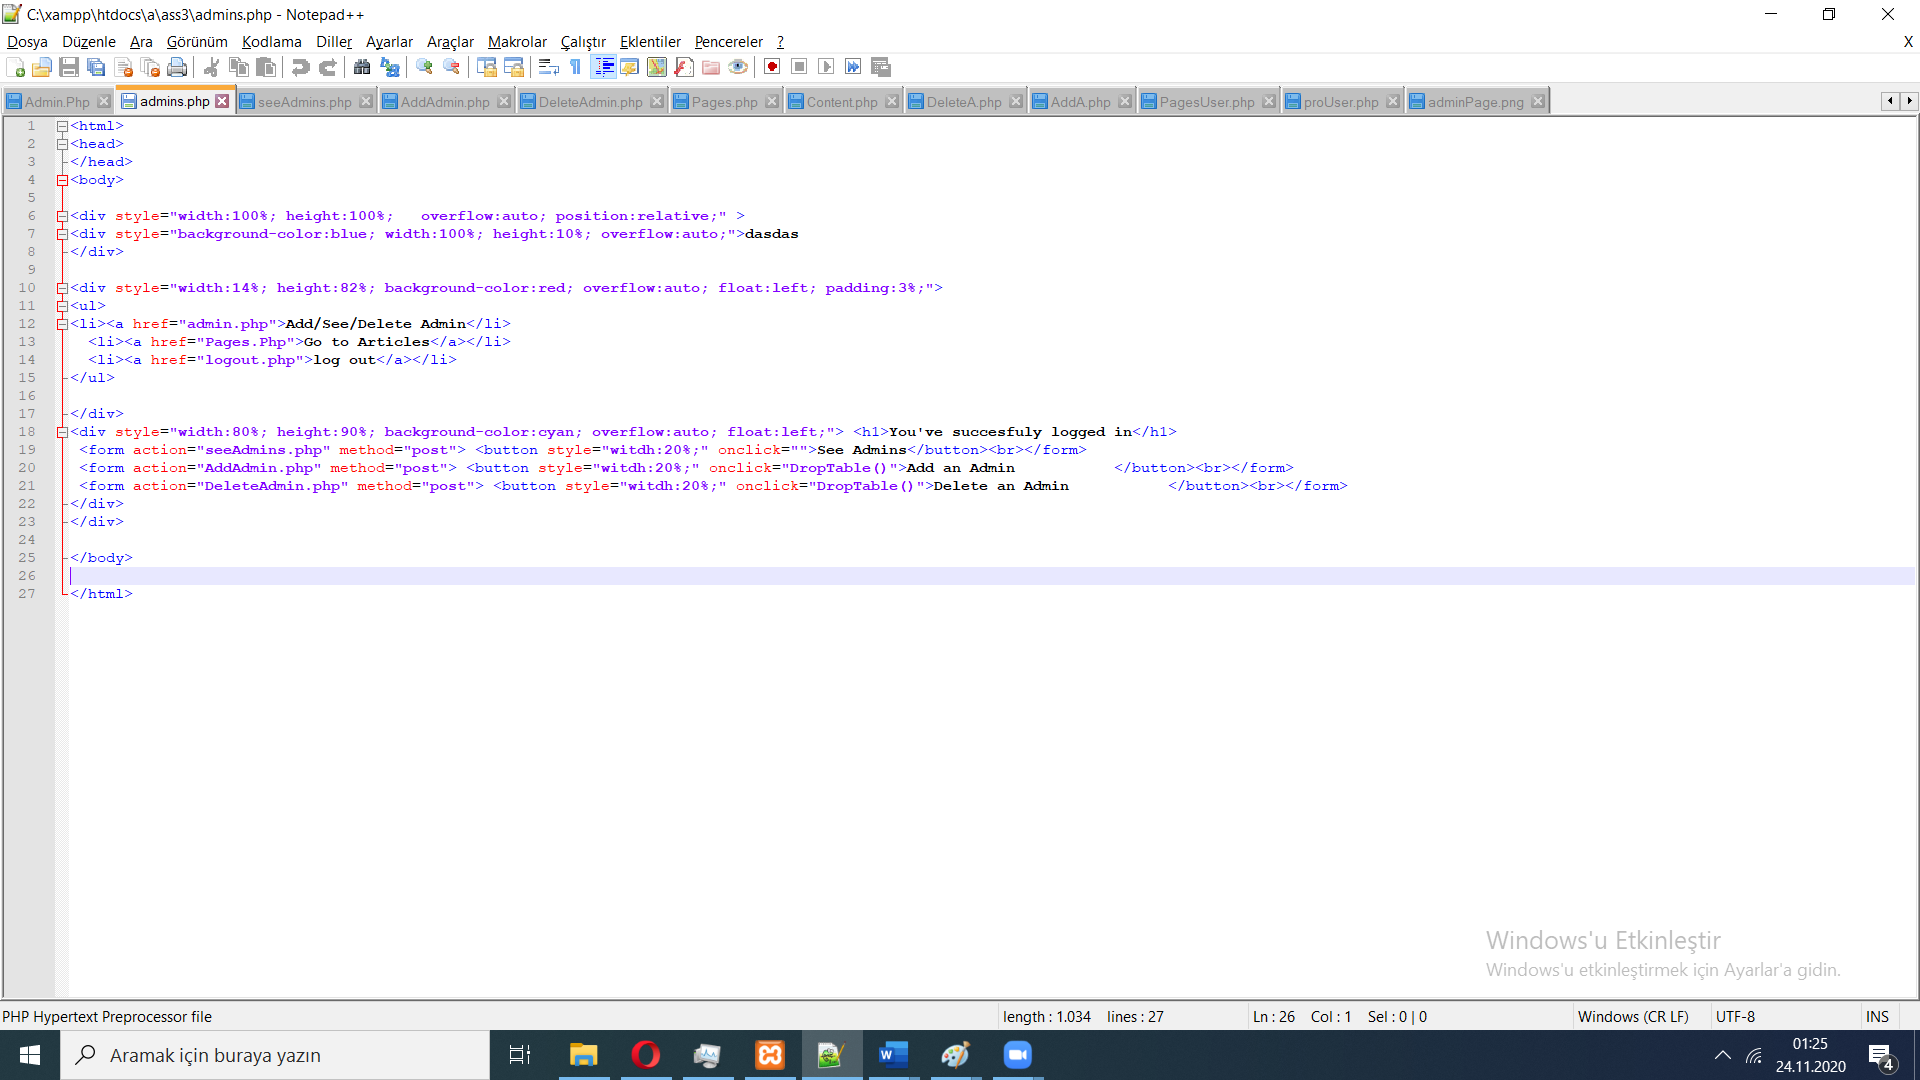 C:\xampp\htdocs\a\ass3\admins.php - Notepad++
Dosya Düzenle Ara Görünüm Kodlama Diller Ayarlar Araçlar Makrolar Çalıştır Eklentiler Pencereler ? X
Admin.Php admins.php seeAdmins.php AddAdmin.php DeleteAdmin.php Pages.php Content.php DeleteA.php AddA.php PagesUser.php proUser.php adminPage.png
1 <html>
2 <head>
3 </head>
4 <body>
5
6 <div style="width:100%; height:100%;   overflow:auto; position:relative;" >
7 <div style="background-color:blue; width:100%; height:10%; overflow:auto;">dasdas
8 </div>
9
10 <div style="width:14%; height:82%; background-color:red; overflow:auto; float:left; padding:3%;">
11 <ul>
12 <li><a href="admin.php">Add/See/Delete Admin</li>
13   <li><a href="Pages.Php">Go to Articles</a></li>
14   <li><a href="logout.php">log out</a></li>
15 </ul>
16
17 </div>
18 <div style="width:80%; height:90%; background-color:cyan; overflow:auto; float:left;"> <h1>You've succesfuly logged in</h1>
19  <form action="seeAdmins.php" method="post"> <button style="witdh:20%;" onclick="">See Admins</button><br></form>
20  <form action="AddAdmin.php" method="post"> <button style="witdh:20%;" onclick="DropTable()">Add an Admin           </button><br></form>
21  <form action="DeleteAdmin.php" method="post"> <button style="witdh:20%;" onclick="DropTable()">Delete an Admin           </button><br></form>
22 </div>
23 </div>
24
25 </body>
26
27 </html>
Windows'u Etkinleştir
Windows'u etkinleştirmek için Ayarlar'a gidin.
PHP Hypertext Preprocessor file length : 1.034 lines : 27 Ln : 26 Col : 1 Sel : 0 | 0 Windows (CR LF) UTF-8 INS
Aramak için buraya yazın
01:25
24.11.2020
4